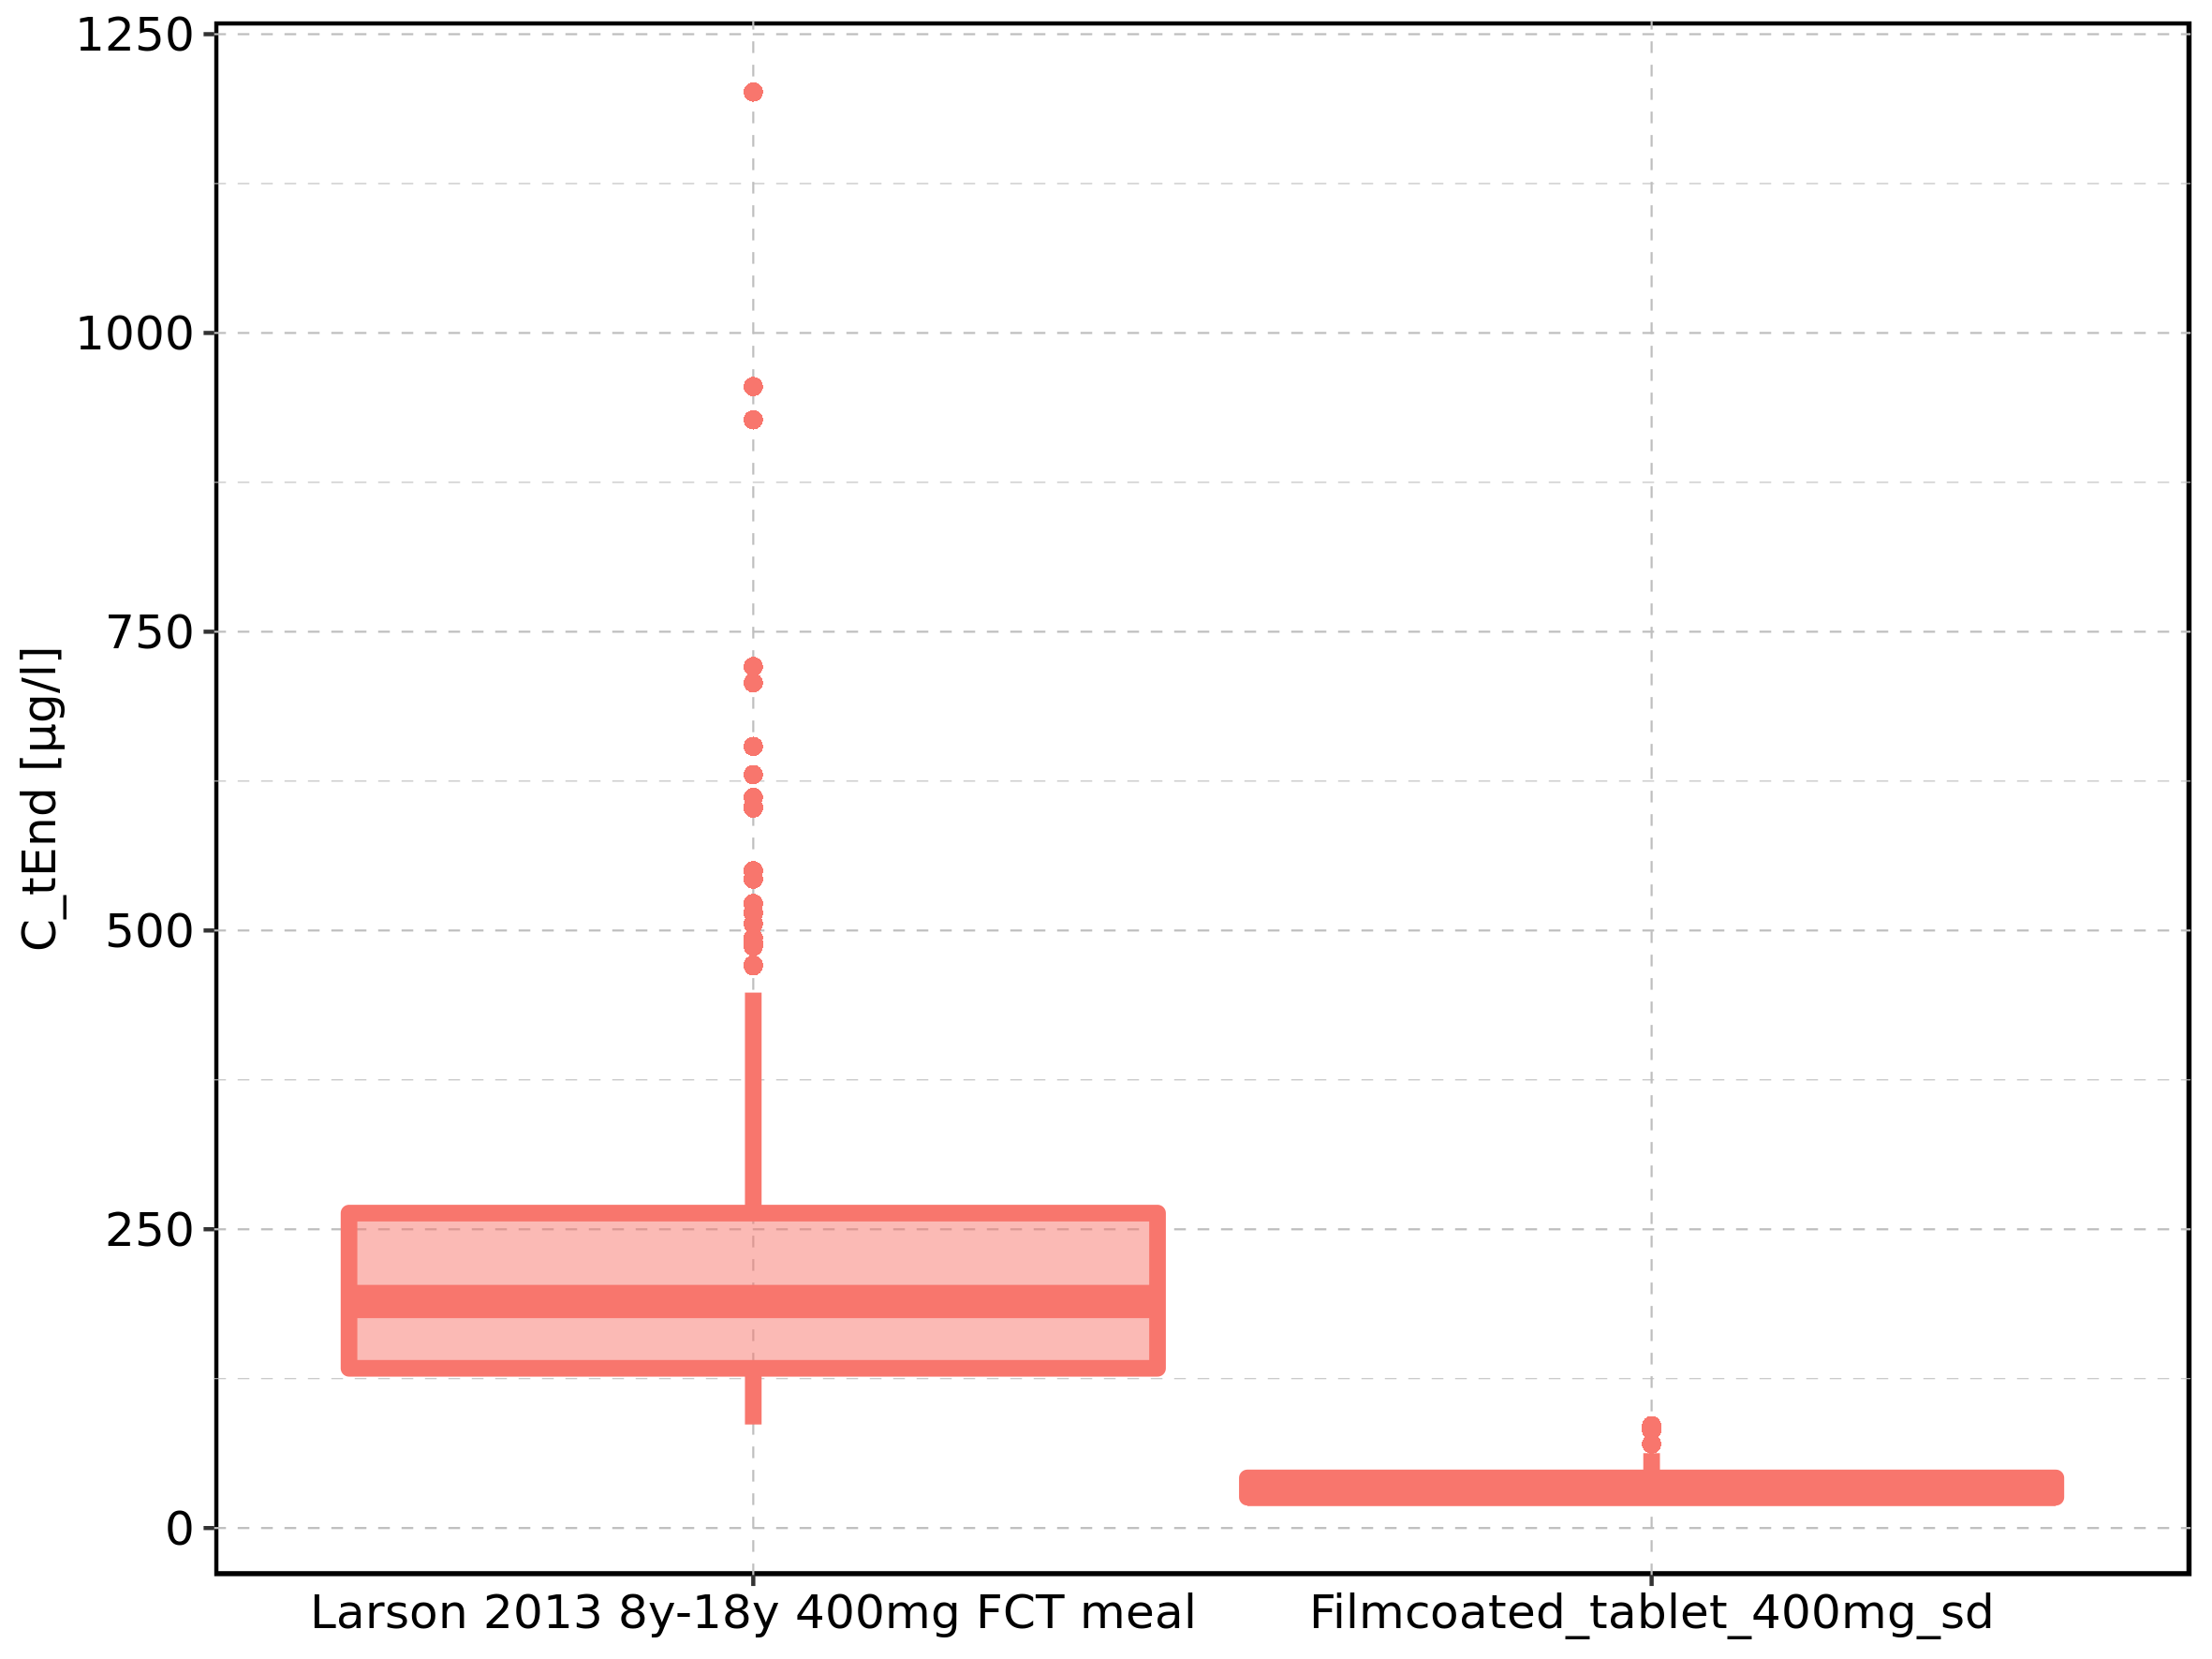 C_tEnd [µg/l]
1250
1000
750
500
250
0
Larson 2013 8y-18y 400mg FCT meal
Filmcoated_tablet_400mg_sd